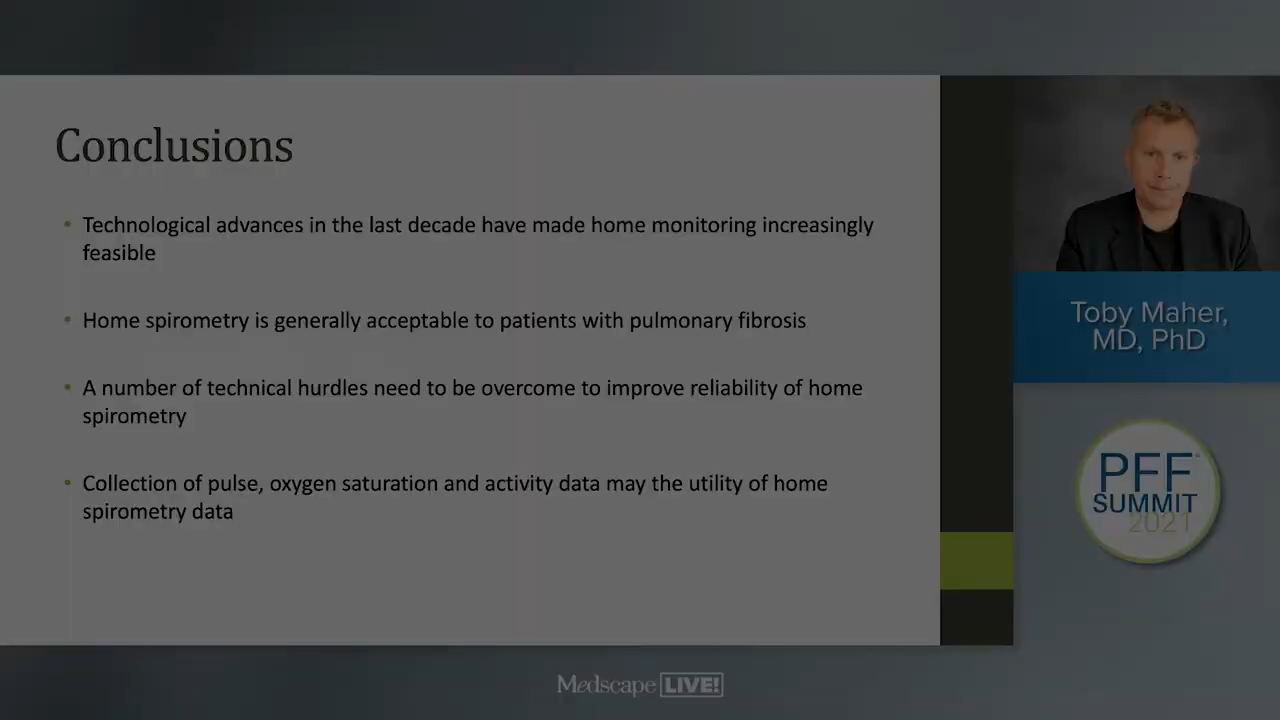 Conclusions
• Technological advances in the last decade have made home monitoring increasingly
feasible
• Home spirometry is generally acceptable to patients with pulmonary fibrosis
• A number of technical hurdles need to be overcome to improve reliability of home
spirometry
• Collection of pulse, oxygen saturation and activity data may the utility of home
spirometry data
Toby Maher,
MD, PhD
PFF
SUMMIT
2021
Medscape LIVE!